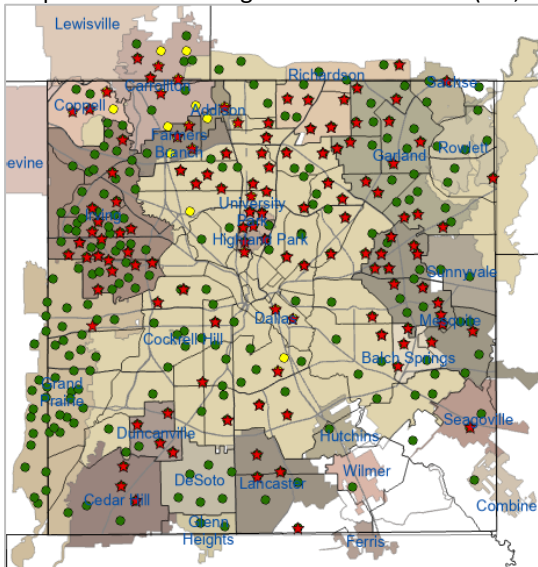 Lewisville
Richardson
Sachse
Carrollton
Coppell
Addison
Farmers
Branch
Garland
Rowlett
evine
University
Park
Irving
Highland Park
Sunnyvale
Dallas
Mesquite
Cockrell Hill
Balch Springs
Grand
Prairie
Seagoville
Duncanville
Hutchins
DeSoto
Lancaster
Wilmer
Cedar Hill
Combine
Glenn
Heights
Ferris